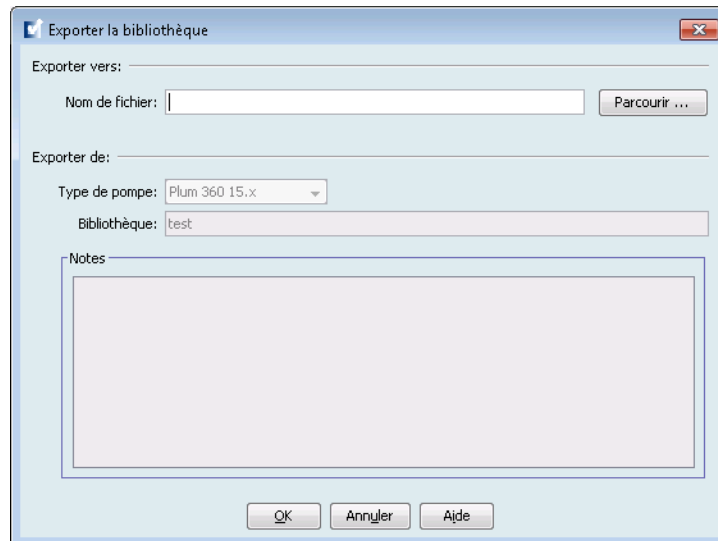 Exporter la bibliothèque
Exporter vers:
Nom de fichier:
Parcourir ...
Exporter de:
Type de pompe: Plum 360 15.x
Bibliothèque: test
Notes
OK Annuler Aide